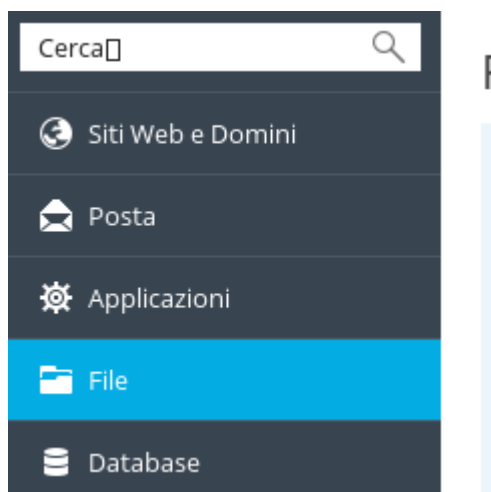 Cerca▯
Siti Web e Domini
Posta
Applicazioni
File
Database